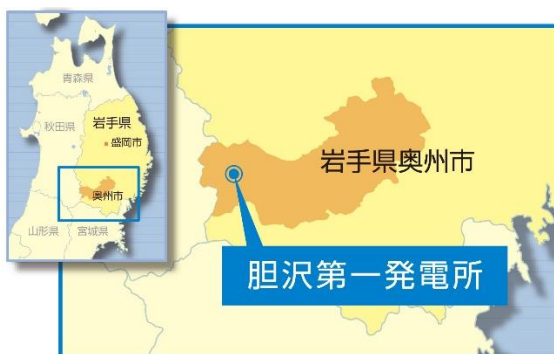 青森県
秋田県
岩手県
盛岡市
奥州市
山形県
宮城県
岩手県奥州市
胆沢第一発電所